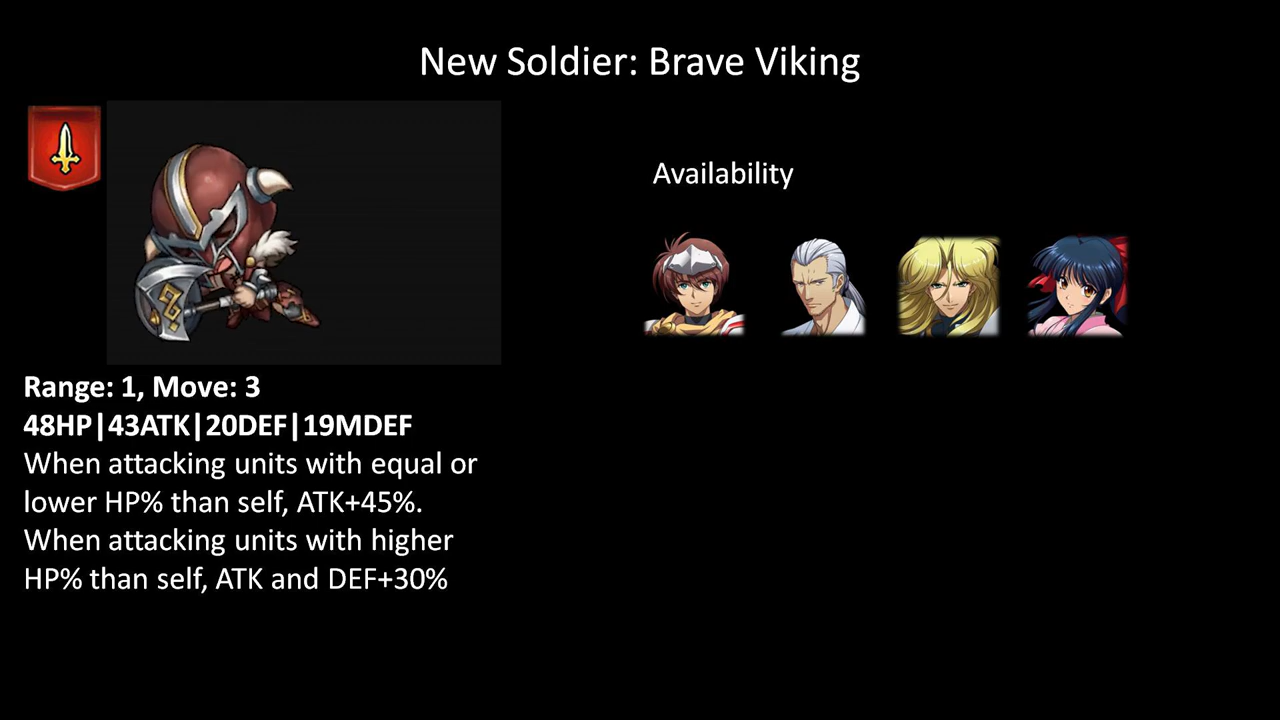 New Soldier: Brave Viking
Availability
Range: 1, Move: 3
48HP|43ATK|20DEF|19MDEF
When attacking units with equal or
lower HP% than self, ATK+45%.
When attacking units with higher
HP% than self, ATK and DEF+30%